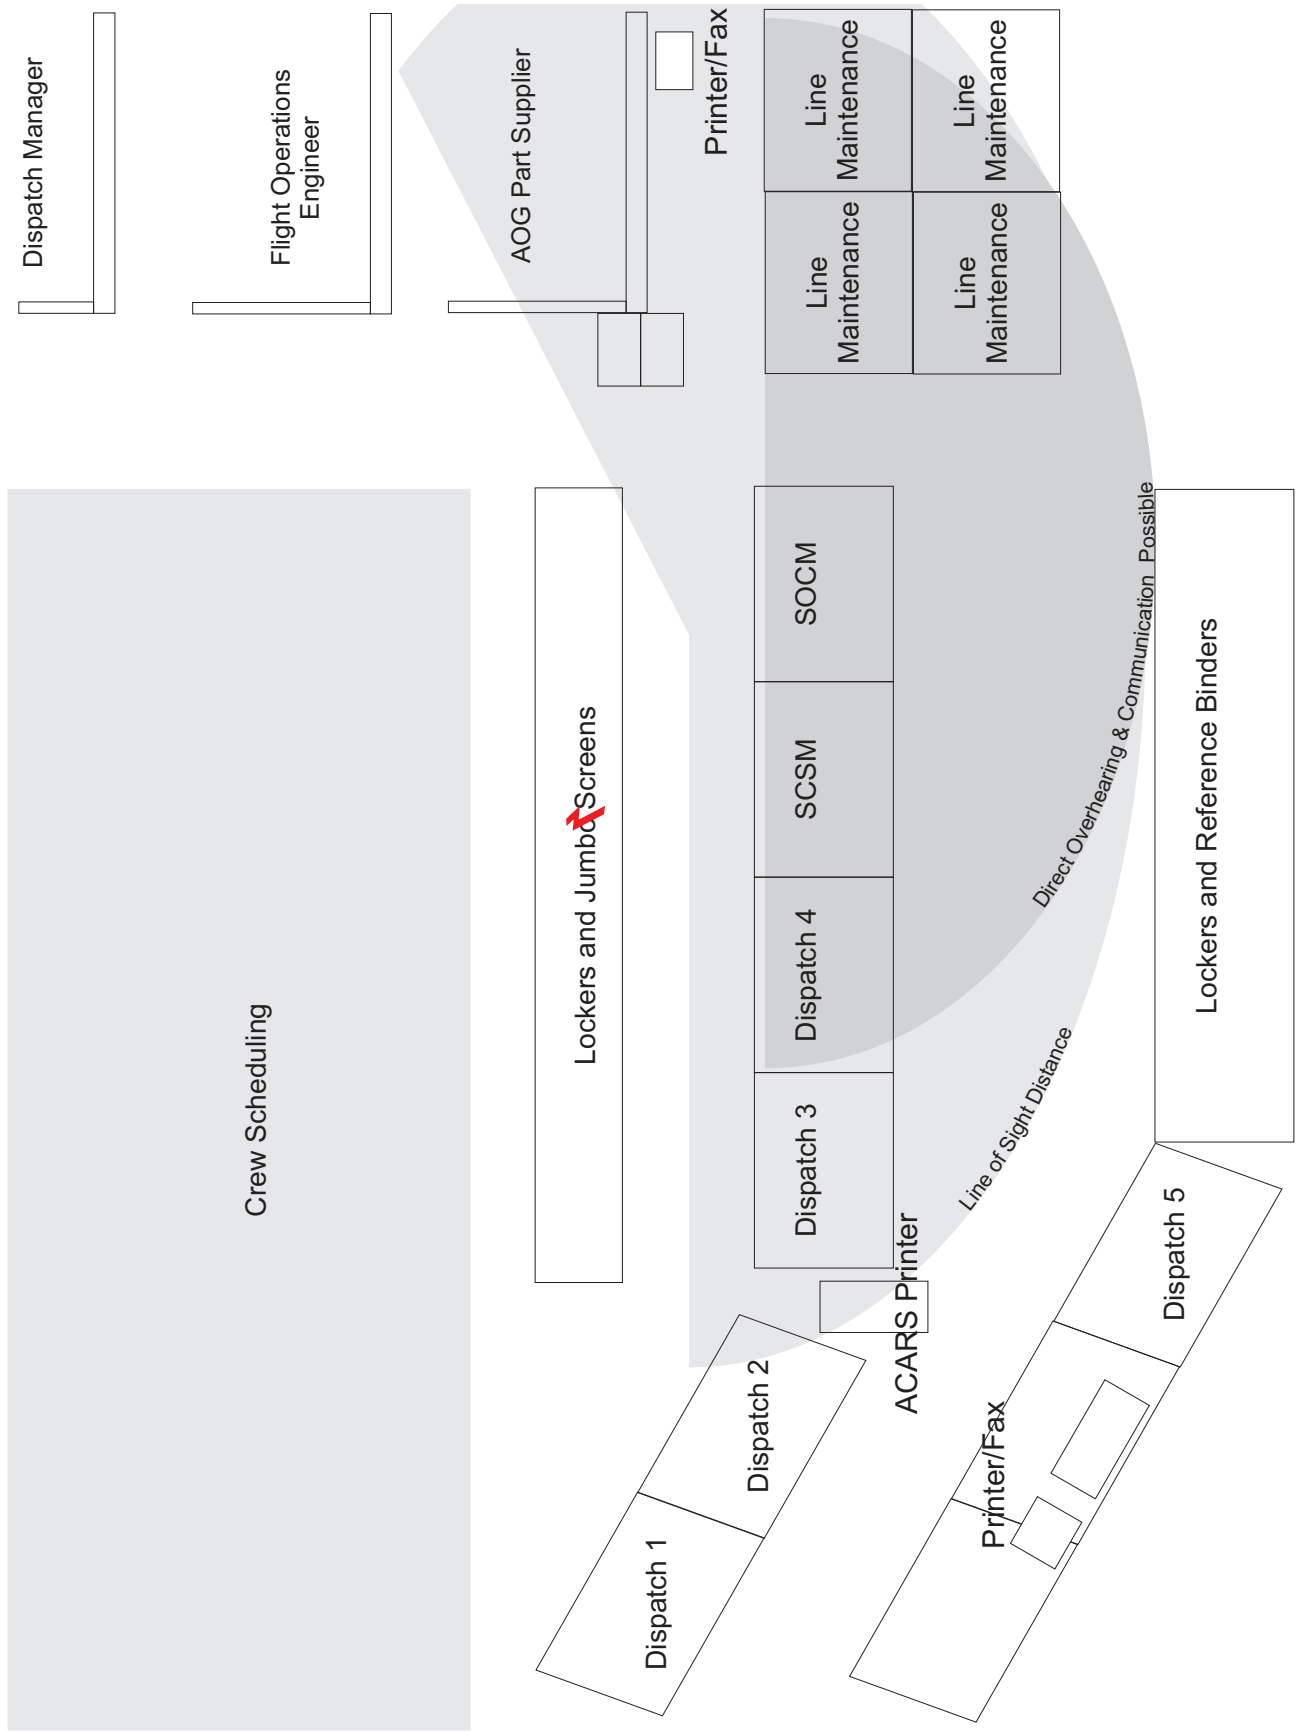 Dispatch Manager
Flight Operations
Engineer
AOG Part Supplier
Printer/Fax
Line
Maintenance
Line
Maintenance
Line
Maintenance
Line
Maintenance
Crew Scheduling
Lockers and Jumbo Screens
SOCM
SCSM
Dispatch 4
Dispatch 3
Direct Overhearing & Communication Possible
Line of Sight Distance
Lockers and Reference Binders
ACARS Printer
Dispatch 2
Dispatch 1
Dispatch 5
Printer/Fax